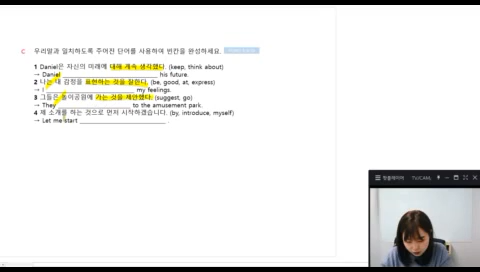 C 우리말과 일치하도록 주어진 단어를 사용하여 빈칸을 완성하세요.
1 Daniel은 자신의 미래에 대해 계속 생각했다. (keep, think about)
→ Daniel ____________________ his future.
2 나는 내 감정을 표현하는 것을 잘한다. (be, good, at, express)
→ I ____________________ my feelings.
3 그들은 놀이공원에 가는 것을 제안했다. (suggest, go)
→ They ____________________ to the amusement park.
4 제 소개를 하는 것으로 먼저 시작하겠습니다. (by, introduce, myself)
→ Let me start ____________________ .